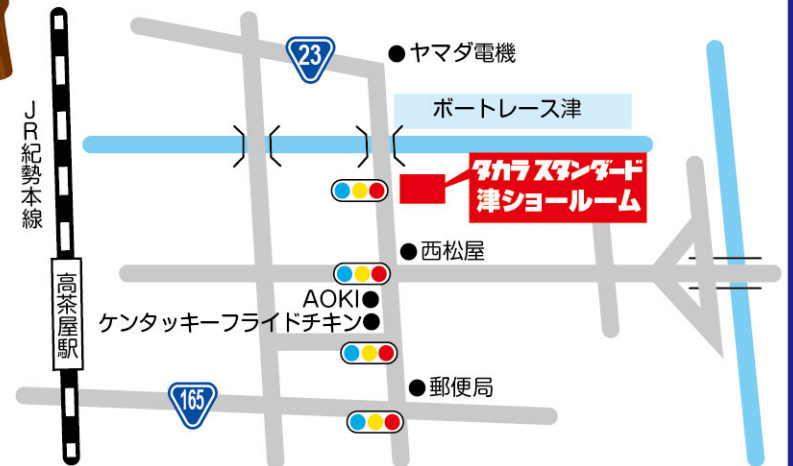 23
ヤマダ電機
ボートレース津
JR紀勢本線
タカラスタンダード
津ショールーム
西松屋
AOKI
ケンタッキーフライドチキン
高茶屋駅
郵便局
165